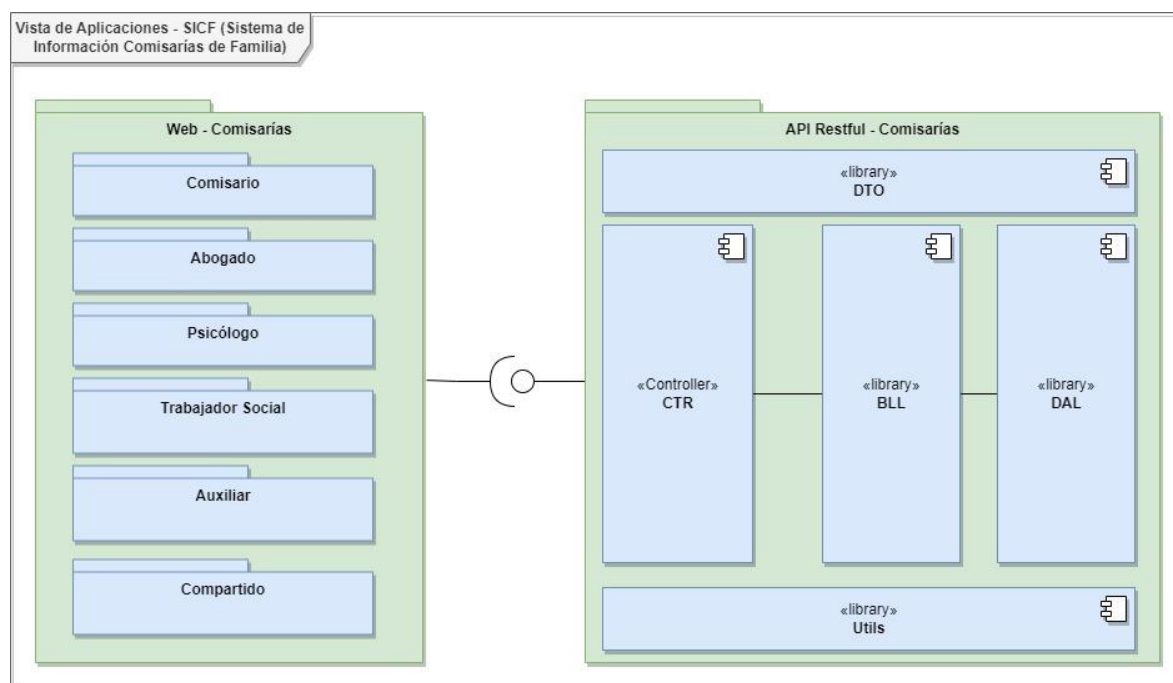 Vista de Aplicaciones - SICF (Sistema de
Información Comisarías de Familia)
Web - Comisarías
Comisario
Abogado
Psicólogo
Trabajador Social
Auxiliar
Compartido
API Restful - Comisarías
«library»
DTO
«Controller»
CTR
«library»
BLL
«library»
DAL
«library»
Utils